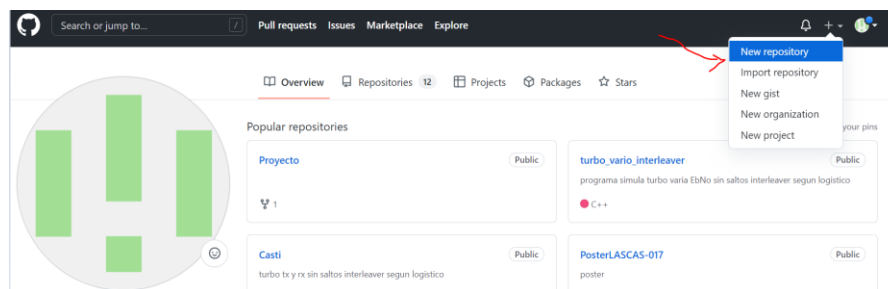 Search or jump to... /
Pull requests Issues Marketplace Explore
New repository
Import repository
New gist
New organization
New project
Overview Repositories 12 Projects Packages Stars
Popular repositories
your pins
Proyecto Public
1
turbo_vario_interleaver Public
programa simula turbo varia EbNo sin saltos interleaver segun logistico
C++
Casti Public
turbo tx y rx sin saltos interleaver segun logistico
PosterLASCAS-017 Public
poster